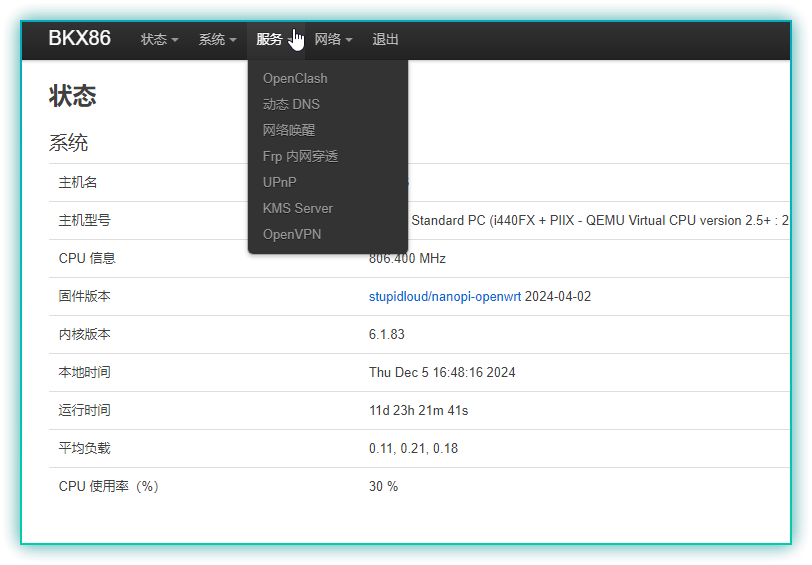 BKX86 状态 系统 服务 网络 退出
OpenClash
动态 DNS
网络唤醒
Frp 内网穿透
UPnP
KMS Server
OpenVPN
状态
系统
主机名
主机型号 Standard PC (i440FX + PIIX - QEMU Virtual CPU version 2.5+ : 2
CPU 信息 806.400 MHz
固件版本 stupidloud/nanopi-openwrt 2024-04-02
内核版本 6.1.83
本地时间 Thu Dec 5 16:48:16 2024
运行时间 11d 23h 21m 41s
平均负载 0.11, 0.21, 0.18
CPU 使用率（%） 30 %